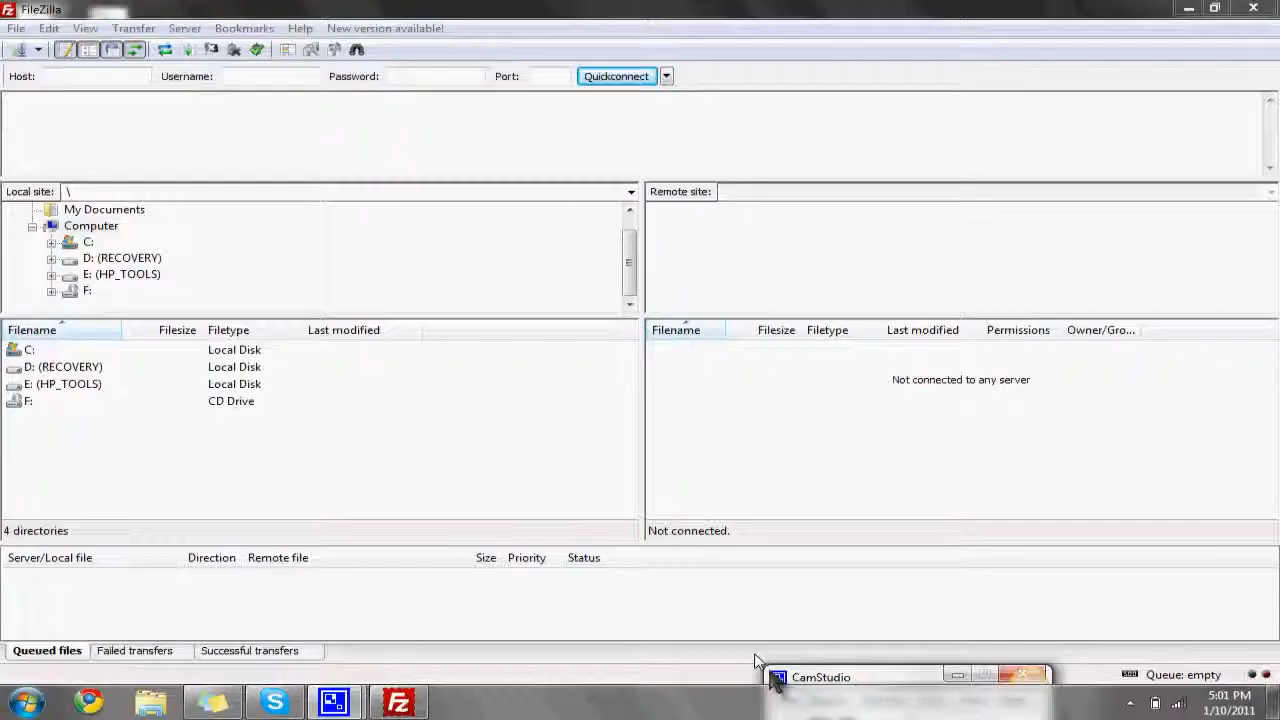 FileZilla
File Edit View Transfer Server Bookmarks Help New version available!
Host: Username: Password: Port: Quickconnect
Local site: \ Remote site:
My Documents
Computer
C:
D: (RECOVERY)
E: (HP_TOOLS)
F:
Filename Filesize Filetype Last modified
C: Local Disk
D: (RECOVERY) Local Disk
E: (HP_TOOLS) Local Disk
F: CD Drive
4 directories
Filename Filesize Filetype Last modified Permissions Owner/Gro...
Not connected to any server
Not connected.
Server/Local file Direction Remote file Size Priority Status
Queued files Failed transfers Successful transfers
CamStudio
Queue: empty
5:01 PM
1/10/2011